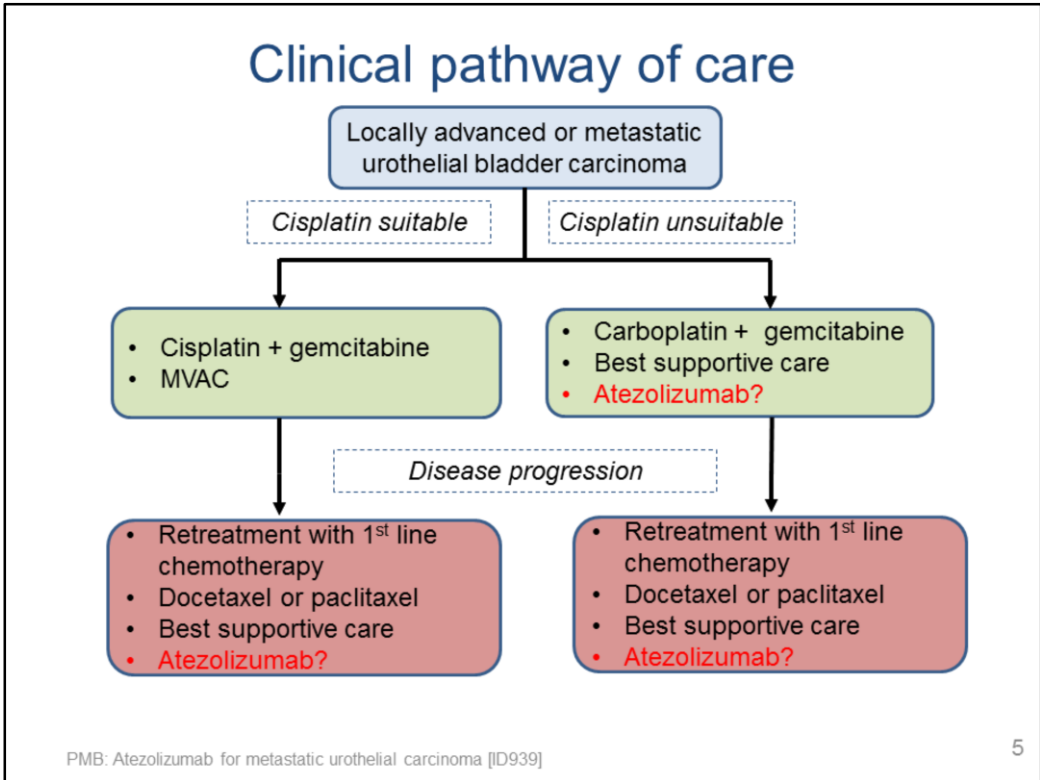 Clinical pathway of care
Locally advanced or metastatic
urothelial bladder carcinoma
Cisplatin suitable
Cisplatin unsuitable
• Cisplatin + gemcitabine
• MVAC
• Carboplatin + gemcitabine
• Best supportive care
• Atezolizumab?
Disease progression
• Retreatment with 1st line
chemotherapy
• Docetaxel or paclitaxel
• Best supportive care
• Atezolizumab?
• Retreatment with 1st line
chemotherapy
• Docetaxel or paclitaxel
• Best supportive care
• Atezolizumab?
PMB: Atezolizumab for metastatic urothelial carcinoma [ID939]
5